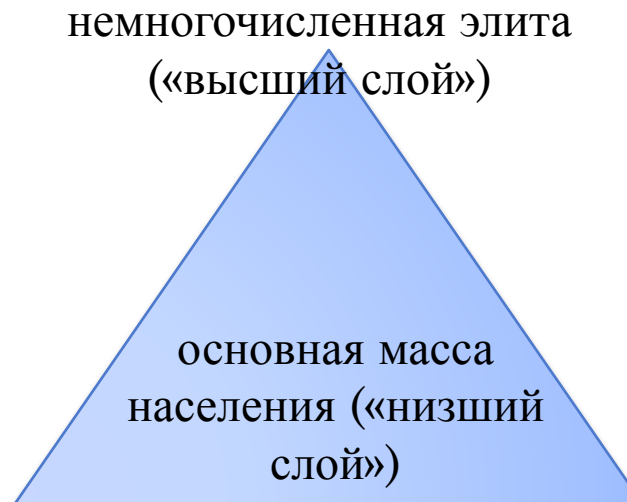 немногочисленная элита
(«высший слой»)
основная масса
населения («низший
слой»)